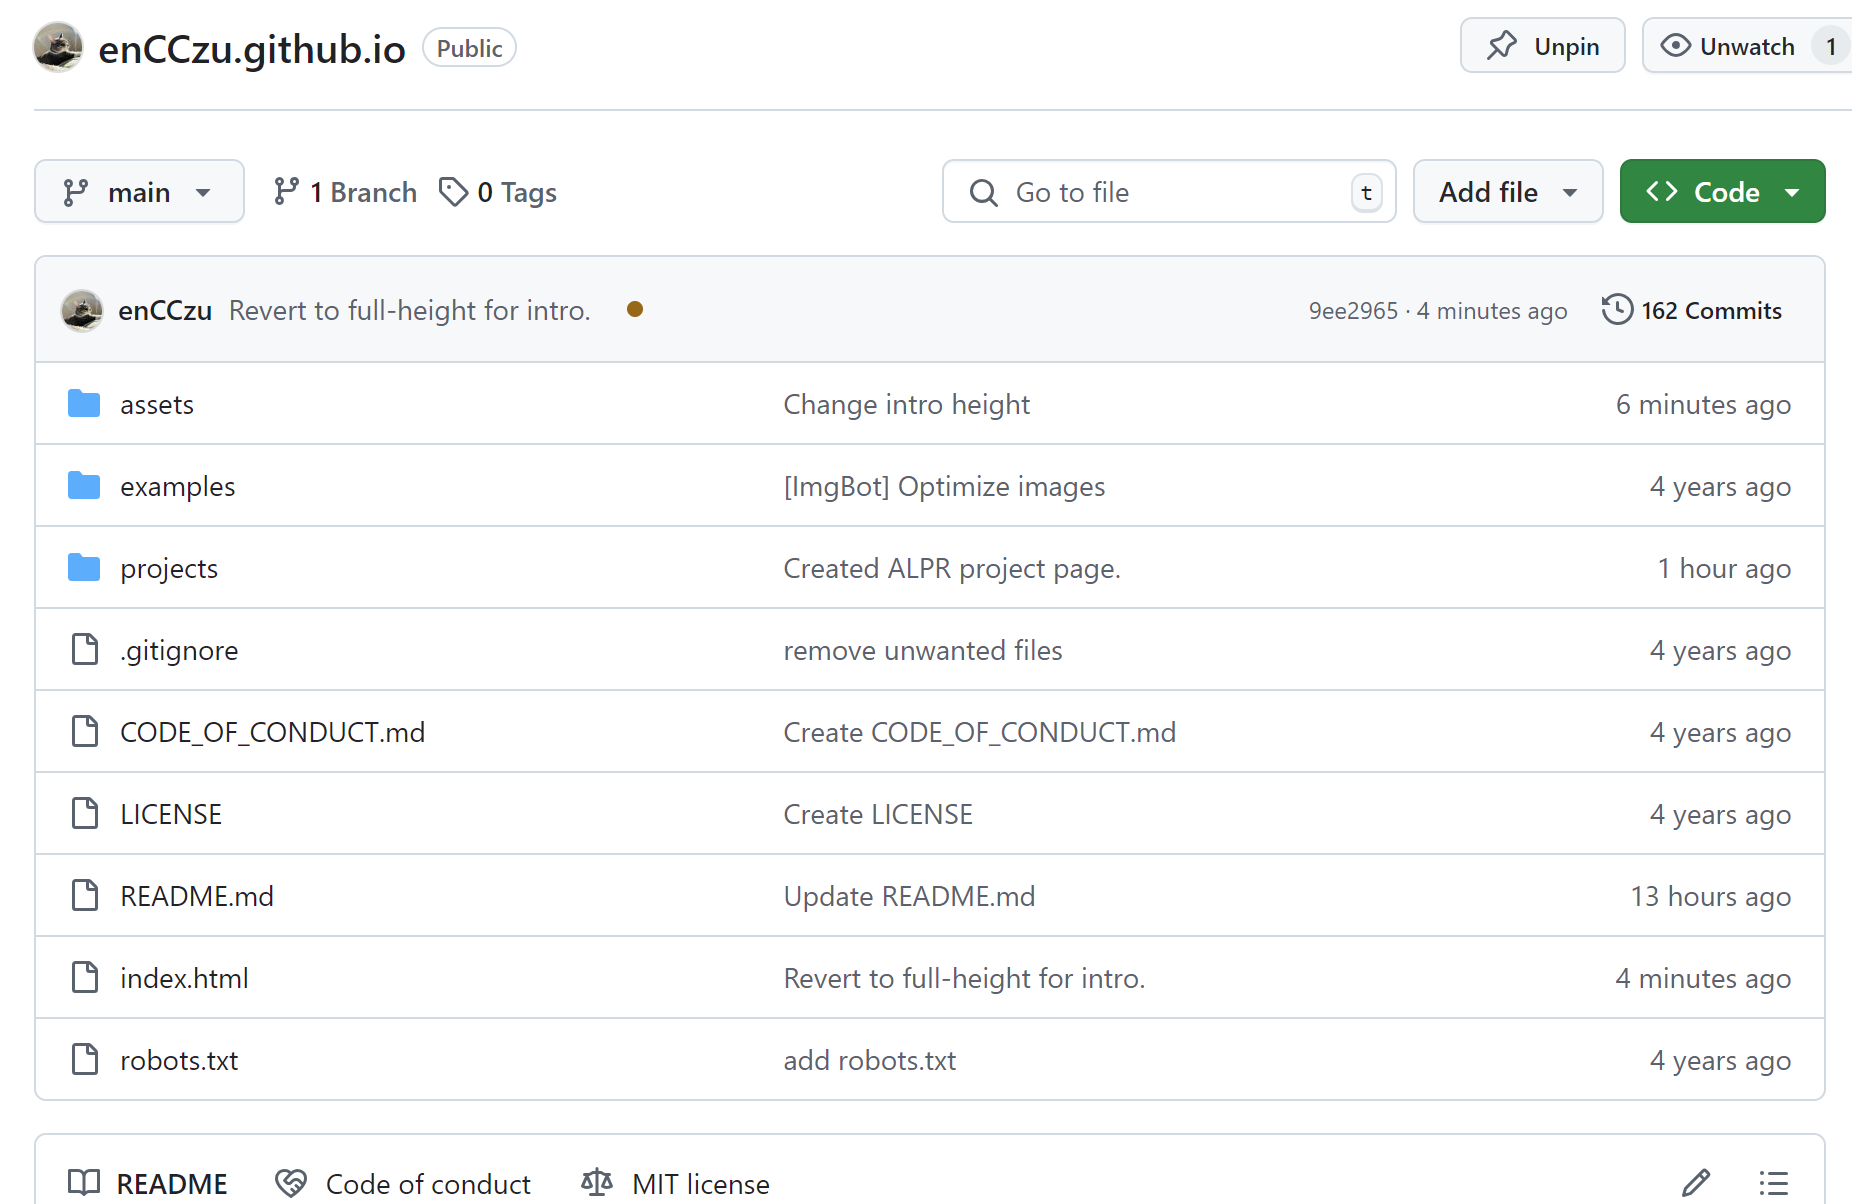 enCCzu.github.io Public Unpin Unwatch 1
main 1 Branch 0 Tags Go to file t Add file Code
enCCzu Revert to full-height for intro. 9ee2965 · 4 minutes ago 162 Commits
assets Change intro height 6 minutes ago
examples [ImgBot] Optimize images 4 years ago
projects Created ALPR project page. 1 hour ago
.gitignore remove unwanted files 4 years ago
CODE_OF_CONDUCT.md Create CODE_OF_CONDUCT.md 4 years ago
LICENSE Create LICENSE 4 years ago
README.md Update README.md 13 hours ago
index.html Revert to full-height for intro. 4 minutes ago
robots.txt add robots.txt 4 years ago
README Code of conduct MIT license